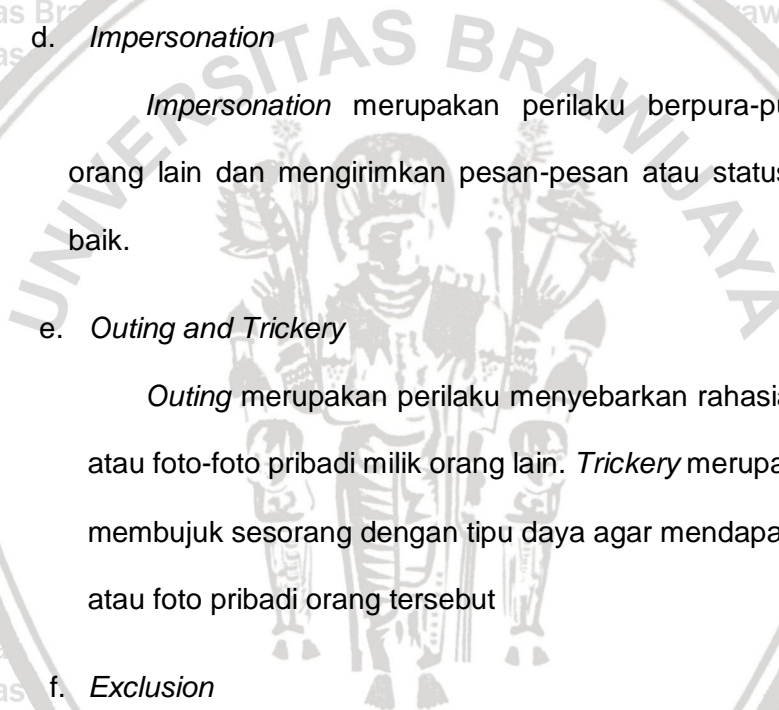 d. Impersonation
Impersonation merupakan perilaku berpura-pu
orang lain dan mengirimkan pesan-pesan atau status
baik.
e. Outing and Trickery
Outing merupakan perilaku menyebarkan rahasia
atau foto-foto pribadi milik orang lain. Trickery merupa
membujuk sesorang dengan tipu daya agar mendapa
atau foto pribadi orang tersebut
f. Exclusion
UNIVERSITAS BRAWIJAYA